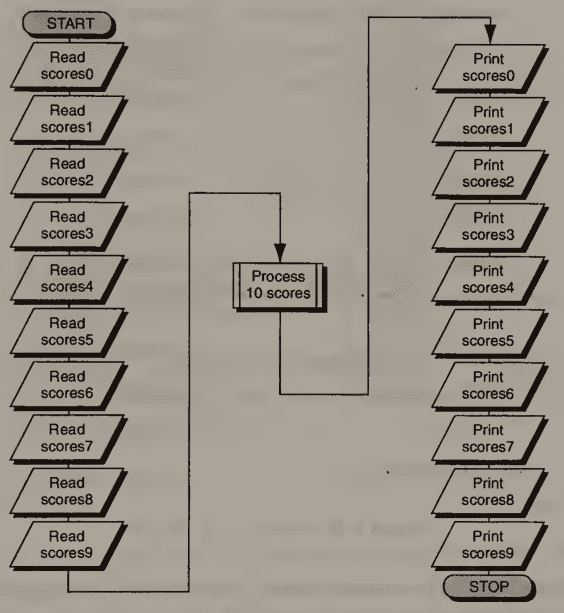 START
Read
scores0
Read
scores1
Read
scores2
Read
scores3
Read
scores4
Read
scores5
Read
scores6
Read
scores7
Read
scores8
Read
scores9
Process
10 scores
Print
scores0
Print
scores1
Print
scores2
Print
scores3
Print
scores4
Print
scores5
Print
scores6
Print
scores7
Print
scores8
Print
scores9
STOP